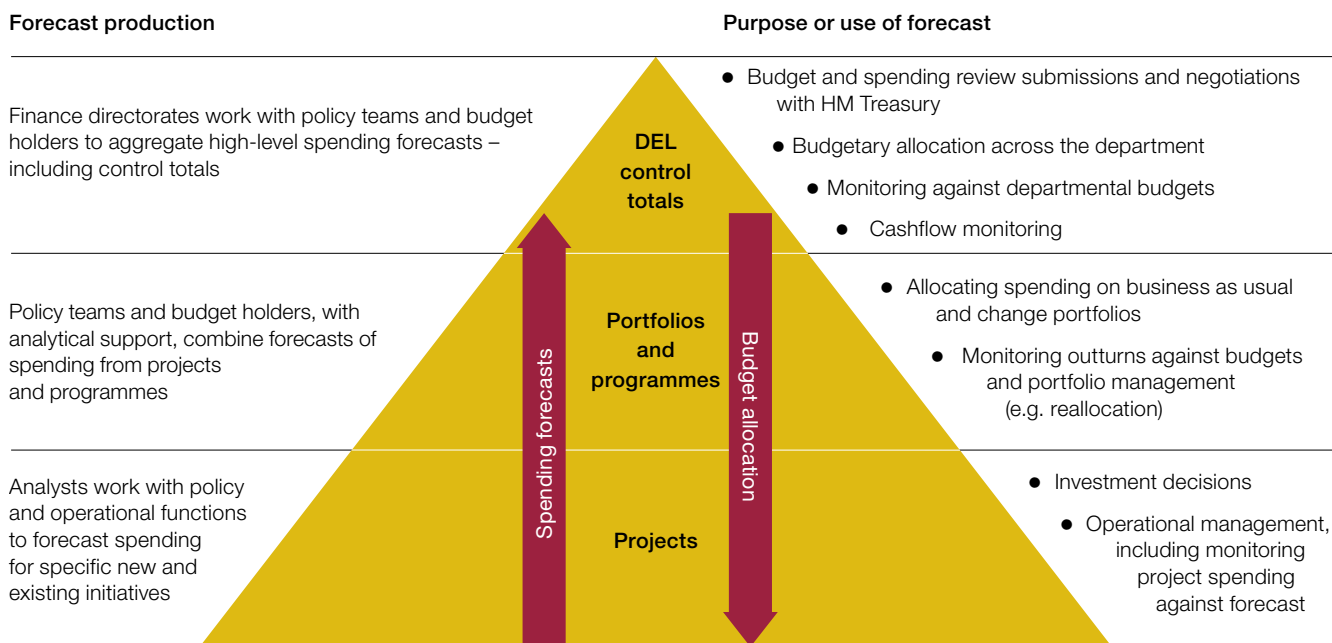 Forecast production
Purpose or use of forecast
Finance directorates work with policy teams and budget
holders to aggregate high-level spending forecasts –
including control totals
DEL
control
totals
● Budget and spending review submissions and negotiations
with HM Treasury
● Budgetary allocation across the department
● Monitoring against departmental budgets
● Cashflow monitoring
Policy teams and budget holders, with
analytical support, combine forecasts of
spending from projects
and programmes
Spending forecasts
Portfolios
and
programmes
Budget allocation
● Allocating spending on business as usual
and change portfolios
● Monitoring outturns against budgets
and portfolio management
(e.g. reallocation)
Analysts work with policy
and operational functions
to forecast spending
for specific new and
existing initiatives
Projects
● Investment decisions
● Operational management,
including monitoring
project spending
against forecast